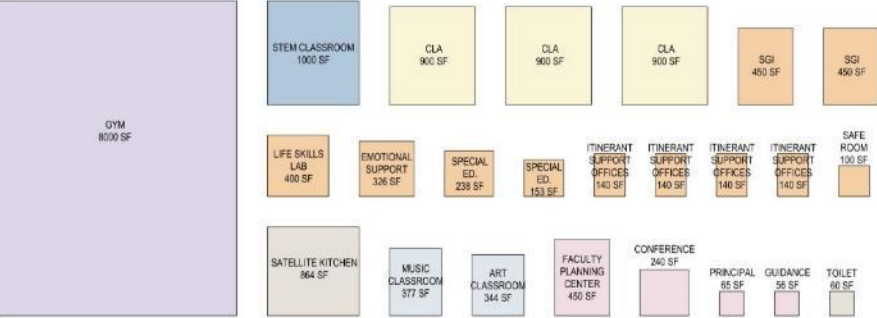 GYM
8000 SF
STEM CLASSROOM
1000 SF
CLA
900 SF
CLA
900 SF
CLA
900 SF
SGI
450 SF
SGI
450 SF
LIFE SKILLS
LAB
400 SF
EMOTIONAL
SUPPORT
326 SF
SPECIAL
ED.
238 SF
SPECIAL
ED.
153 SF
ITINERANT
SUPPORT
OFFICES
140 SF
ITINERANT
SUPPORT
OFFICES
140 SF
ITINERANT
SUPPORT
OFFICES
140 SF
ITINERANT
SUPPORT
OFFICES
140 SF
SAFE
ROOM
100 SF
SATELLITE KITCHEN
864 SF
MUSIC
CLASSROOM
377 SF
ART
CLASSROOM
344 SF
FACULTY
PLANNING
CENTER
450 SF
CONFERENCE
240 SF
PRINCIPAL
65 SF
GUIDANCE
56 SF
TOILET
60 SF